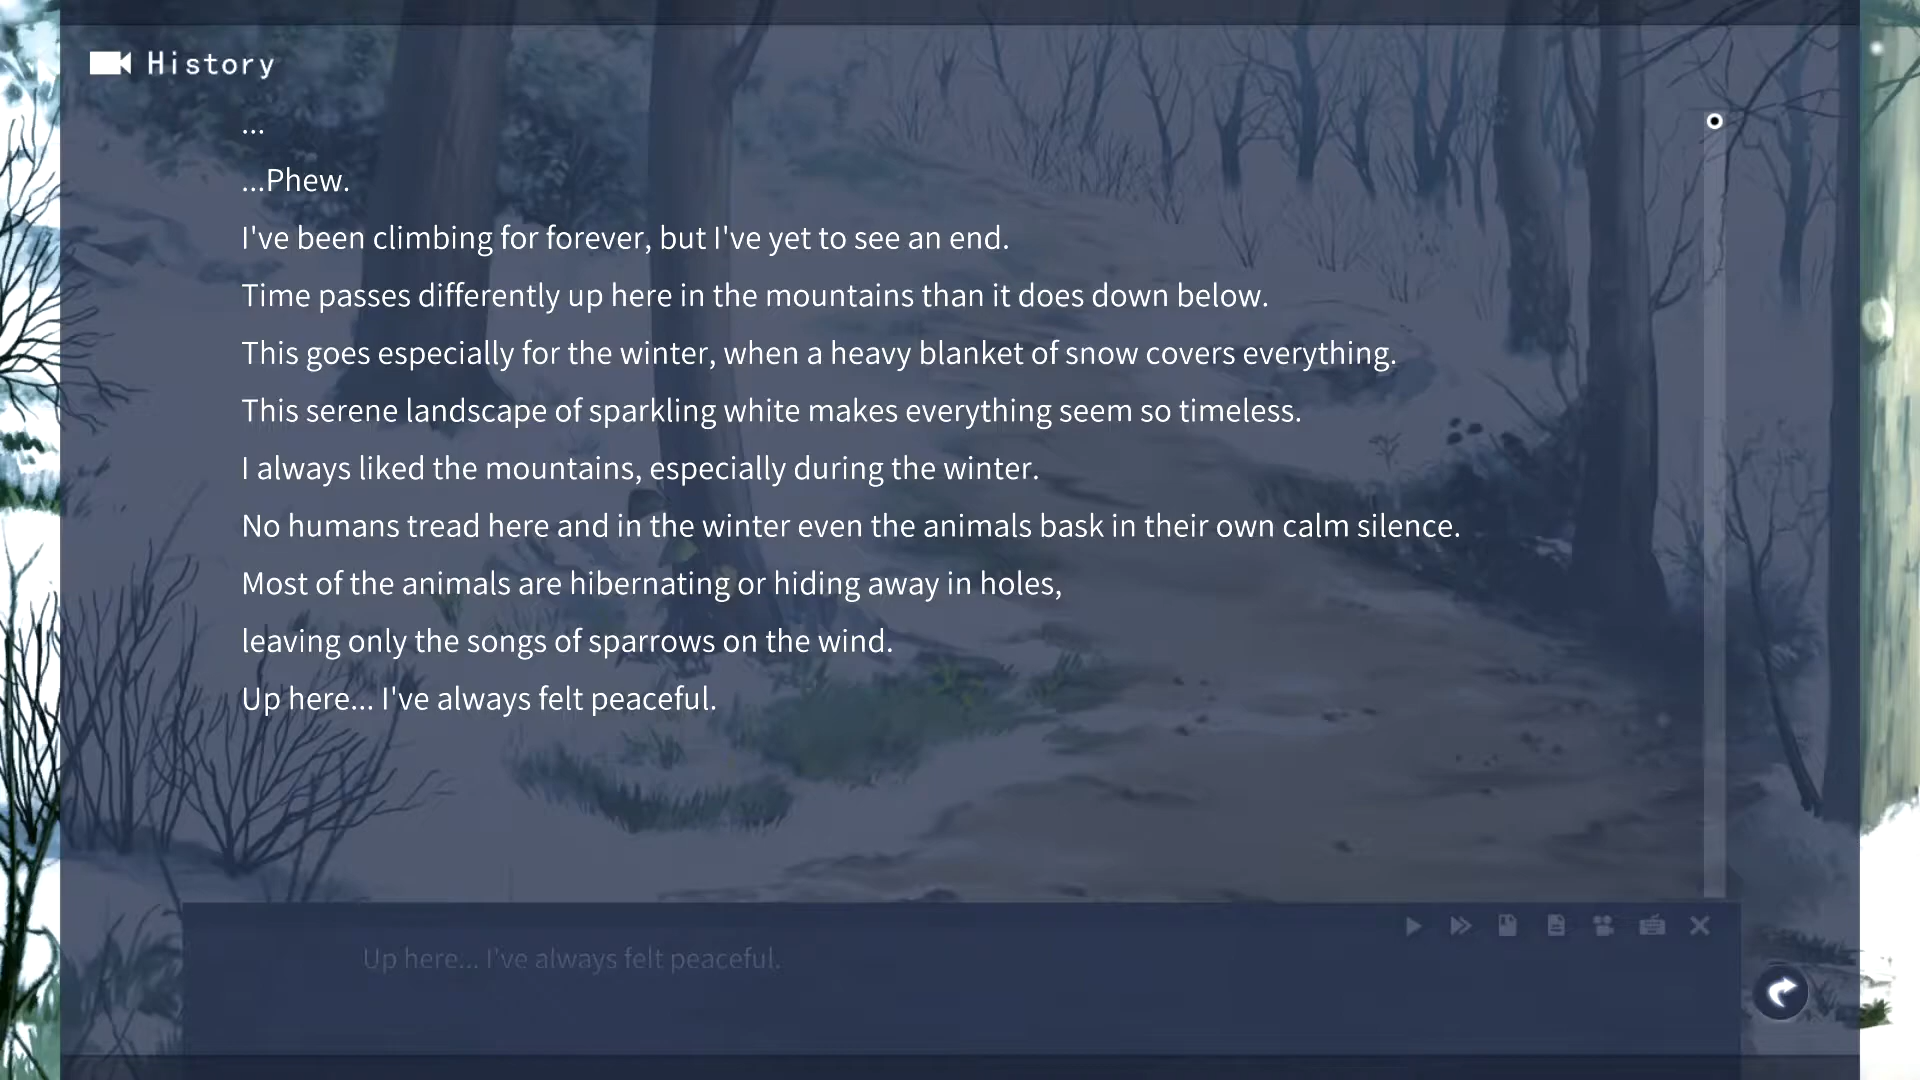 History
...
...Phew.
I've been climbing for forever, but I've yet to see an end.
Time passes differently up here in the mountains than it does down below.
This goes especially for the winter, when a heavy blanket of snow covers everything.
This serene landscape of sparkling white makes everything seem so timeless.
I always liked the mountains, especially during the winter.
No humans tread here and in the winter even the animals bask in their own calm silence.
Most of the animals are hibernating or hiding away in holes,
leaving only the songs of sparrows on the wind.
Up here... I've always felt peaceful.
Up here... I've always felt peaceful.